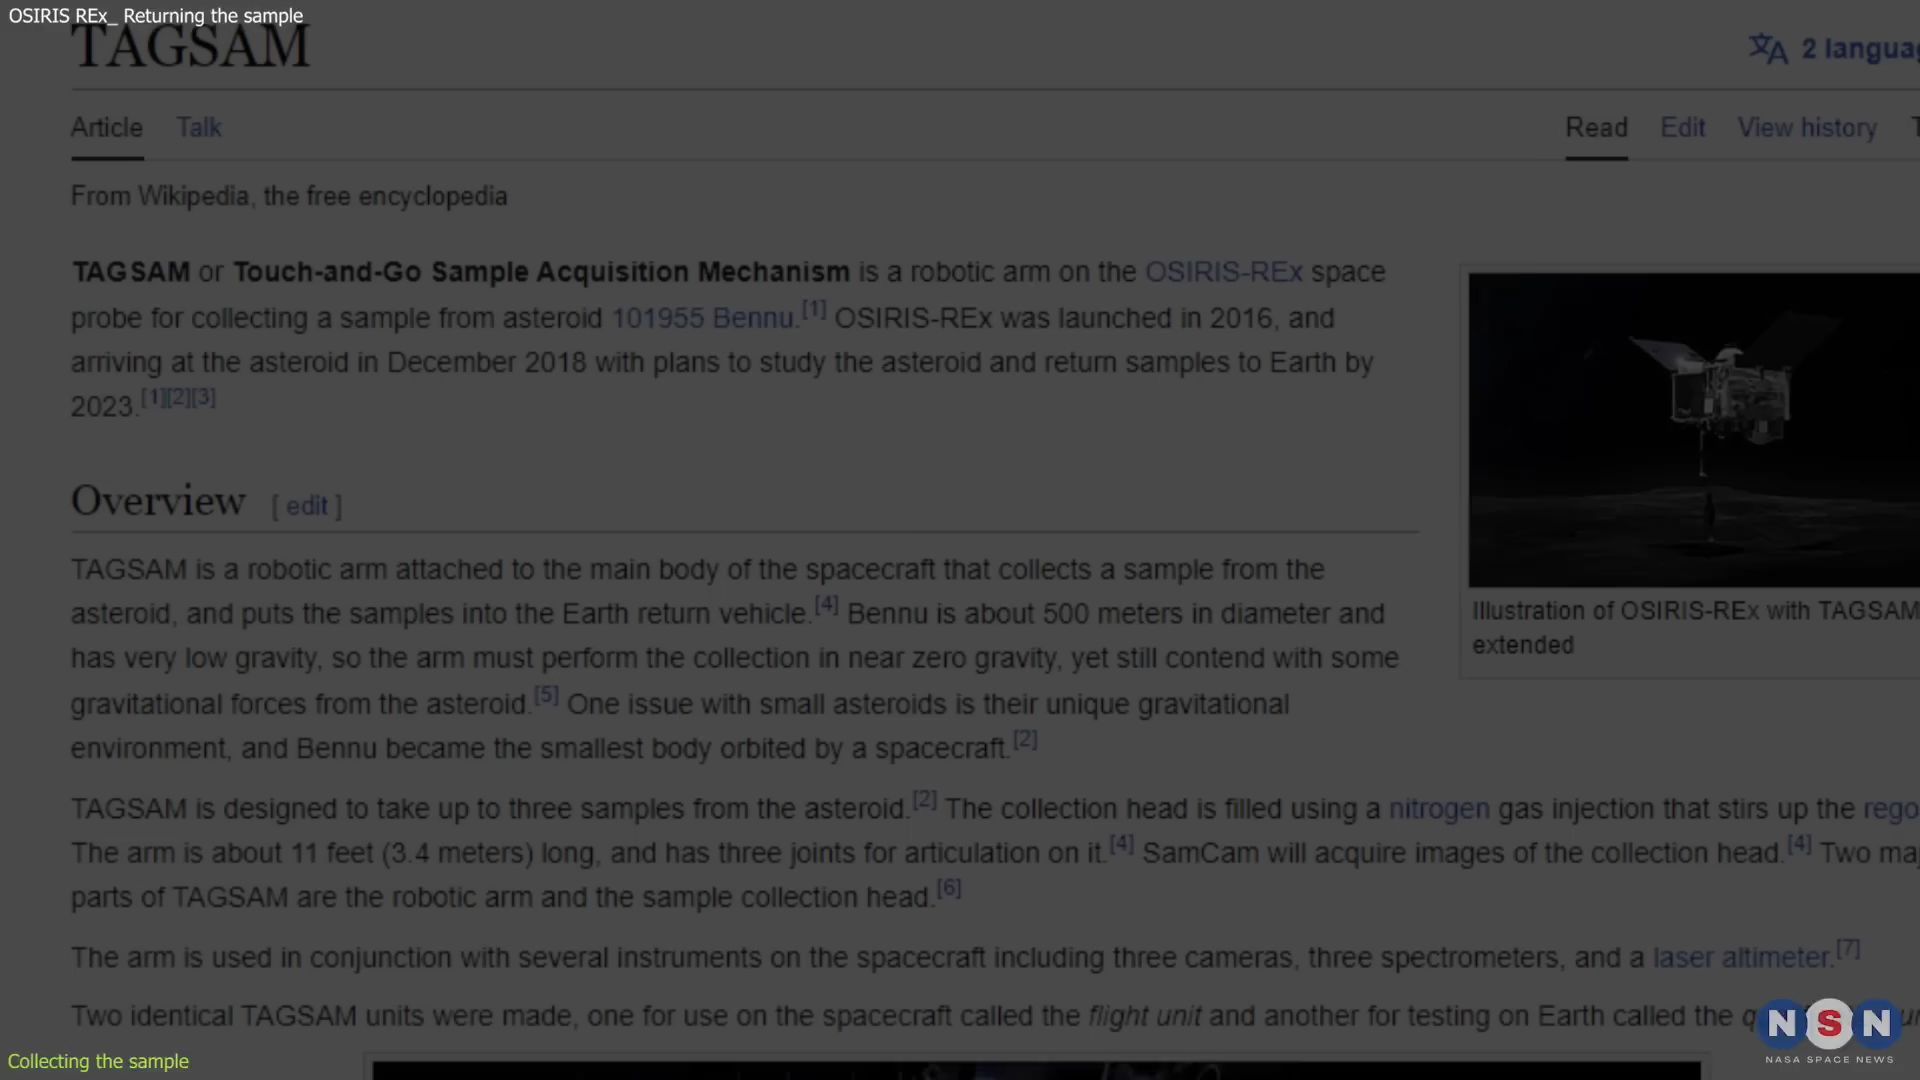 OSIRIS REx_ Returning the sample
TAGSAM
2
Article Talk
Read Edit View history
From Wikipedia, the free encyclopedia
TAGSAM or Touch-and-Go Sample Acquisition Mechanism is a robotic arm on the OSIRIS-REx space
probe for collecting a sample from asteroid 101955 Bennu.[1] OSIRIS-REx was launched in 2016, and
arriving at the asteroid in December 2018 with plans to study the asteroid and return samples to Earth by
2023.[1][2][3]
Illustration of OSIRIS-REx with TAGSAM
extended
Overview [ edit ]
TAGSAM is a robotic arm attached to the main body of the spacecraft that collects a sample from the
asteroid, and puts the samples into the Earth return vehicle.[4] Bennu is about 500 meters in diameter and
has very low gravity, so the arm must perform the collection in near zero gravity, yet still contend with some
gravitational forces from the asteroid.[5] One issue with small asteroids is their unique gravitational
environment, and Bennu became the smallest body orbited by a spacecraft.[2]
TAGSAM is designed to take up to three samples from the asteroid.[2] The collection head is filled using a nitrogen gas injection that stirs up the
The arm is about 11 feet (3.4 meters) long, and has three joints for articulation on it.[4] SamCam will acquire images of the collection head.[4] Two
parts of TAGSAM are the robotic arm and the sample collection head.[6]
The arm is used in conjunction with several instruments on the spacecraft including three cameras, three spectrometers, and a laser altimeter.[7]
Two identical TAGSAM units were made, one for use on the spacecraft called the flight unit and another for testing on Earth called the
NSN
NASA SPACE NEWS
Collecting the sample